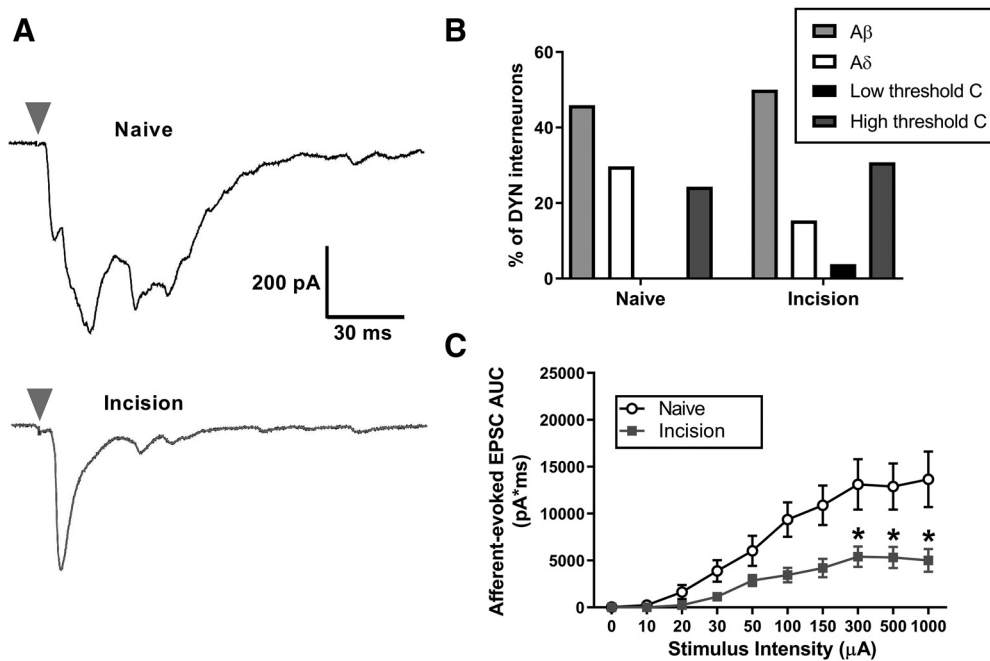 A
Naive
200 pA
30 ms
Incision
B
Aβ
Aδ
Low threshold C
High threshold C
% of DYN interneurons
60
40
20
0
Naive
Incision
C
Afferent-evoked EPSC AUC
(pA*ms)
25000
20000
15000
10000
5000
0
Naive
Incision
* * *
0 10 20 30 50 100 150 300 500 1000
Stimulus Intensity (µA)